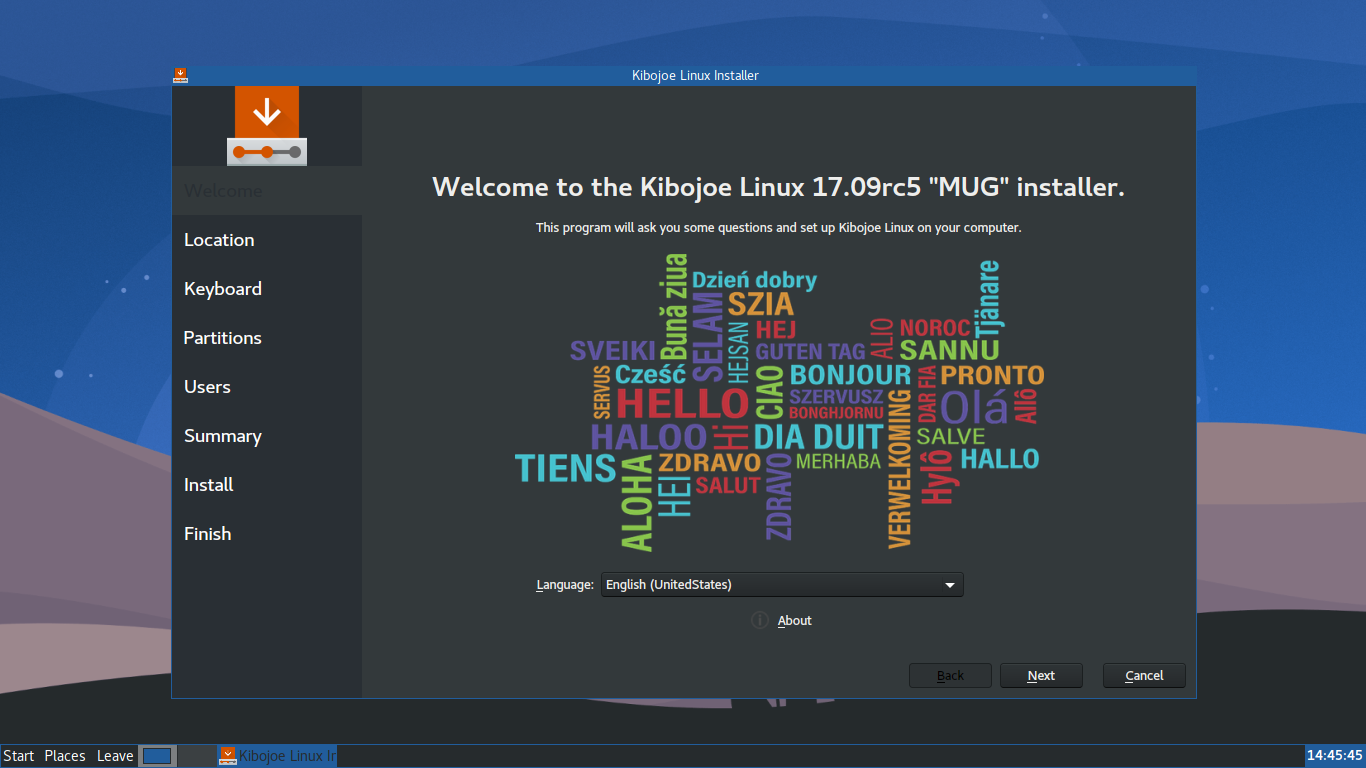 Kibojoe Linux Installer
Welcome
Location
Keyboard
Partitions
Users
Summary
Install
Finish
Welcome to the Kibojoe Linux 17.09rc5 "MUG" installer.
This program will ask you some questions and set up Kibojoe Linux on your computer.
Bună ziua
Dzień dobry
Tjänare
SELAM
SZIA
HEJSAN
HEJ
ALIO
NOROC
SVEIKI
GUTEN TAG
SANNU
SERVUS
Cześć
CIAO
BONJOUR
DAR FIA
PRONTO
HELLO
SZERVUSZ
BONGHJORNU
VERWELKOMING
Olá
Allô
HALOO
Hi
DIA DUIT
SALVE
TIENS
ALOHA
ZDRAVO
ZDRAVO
MERHABA
Hylô
HALLO
HEI
SALUT
Language: English (UnitedStates)
About
Back Next Cancel
Start Places Leave Kibojoe Linux Ir 14:45:45